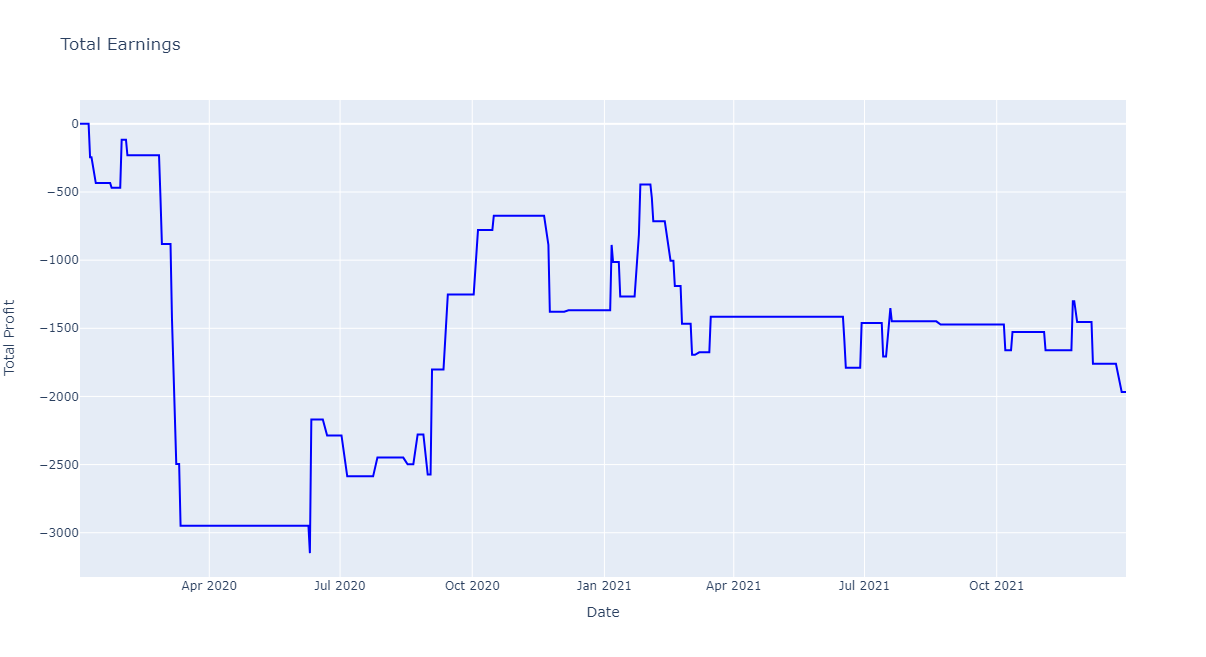 Total Earnings
Total Profit
0
−500
−1000
−1500
−2000
−2500
−3000
Apr 2020
Jul 2020
Oct 2020
Jan 2021
Apr 2021
Jul 2021
Oct 2021
Date